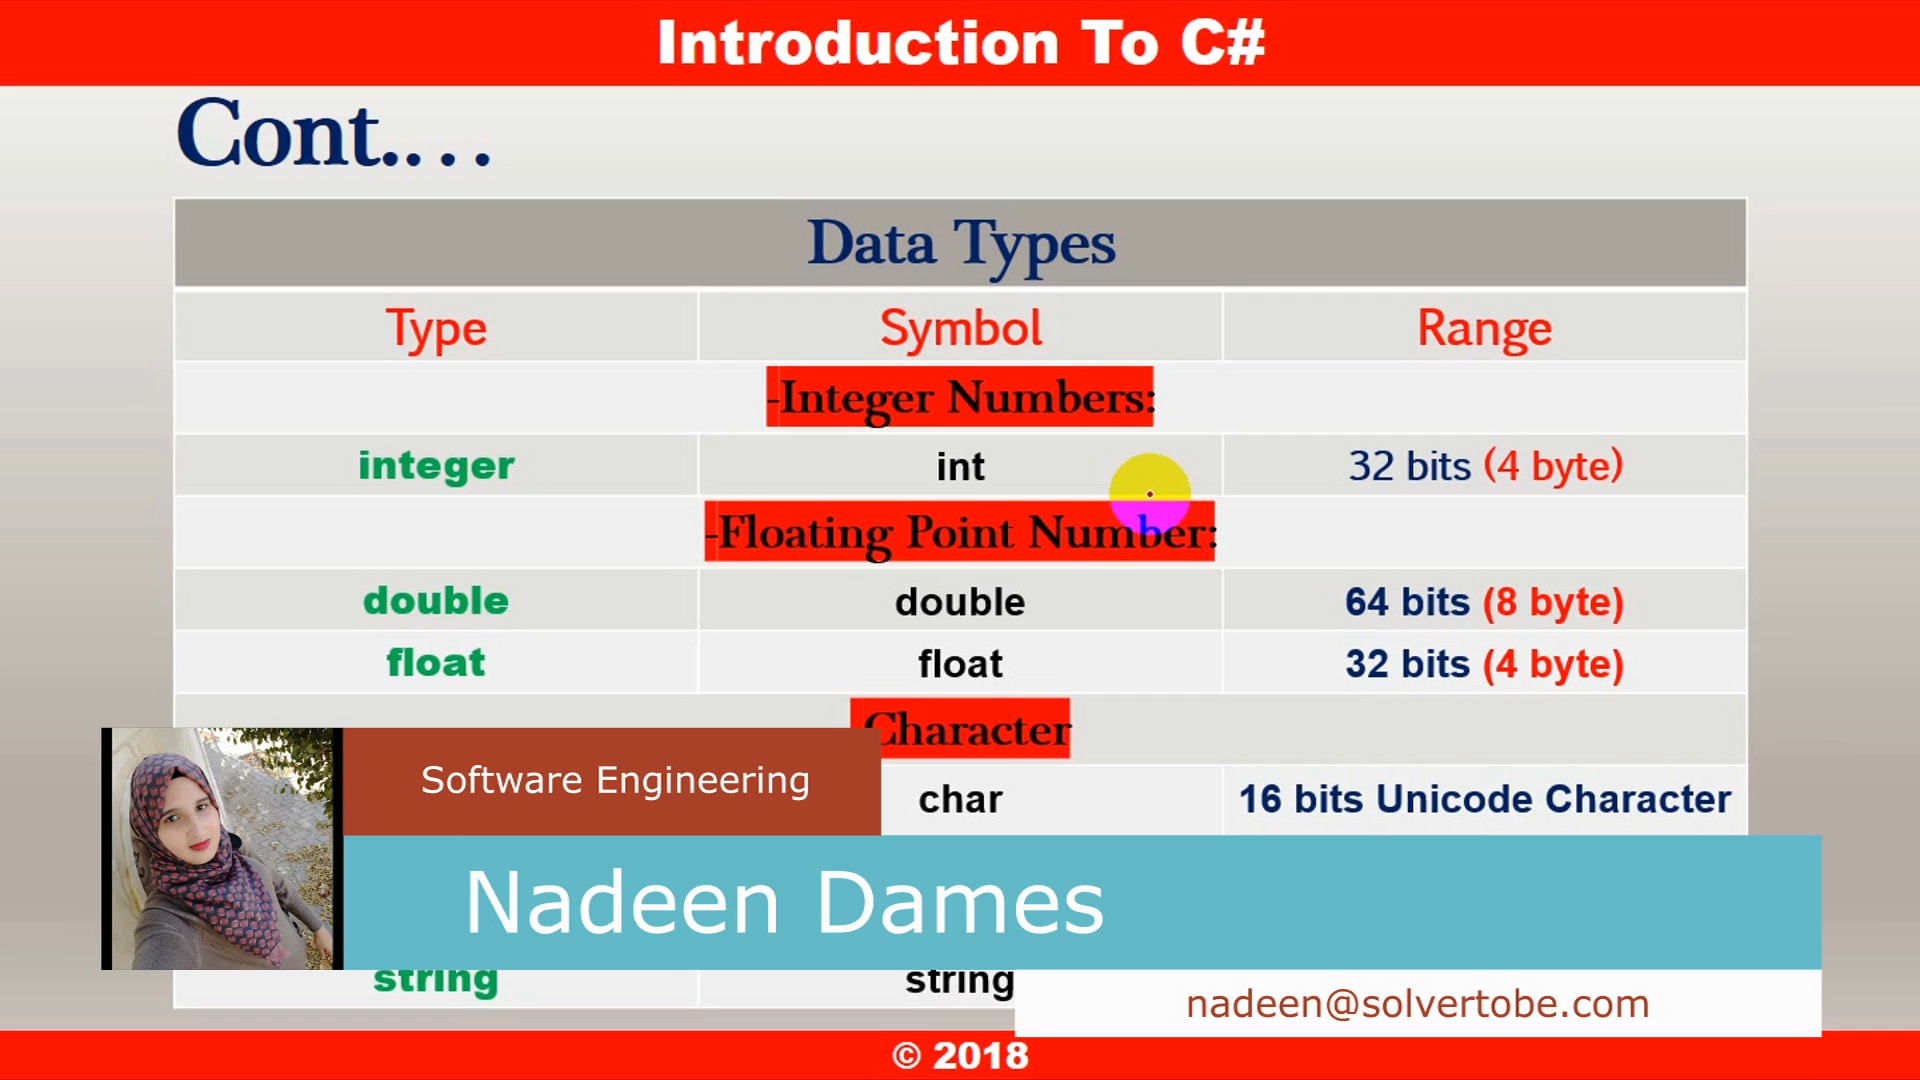 Introduction To C#
Cont.…
Data Types
Type Symbol Range
-Integer Numbers:
integer int 32 bits (4 byte)
-Floating Point Number:
double double 64 bits (8 byte)
float float 32 bits (4 byte)
Character
Software Engineering
char 16 bits Unicode Character
Nadeen Dames
string string
nadeen@solvertobe.com
© 2018